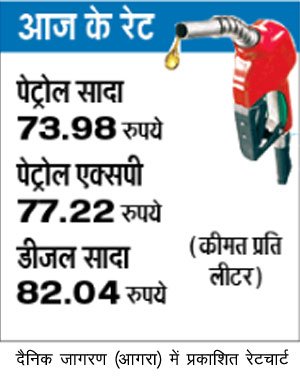 आज के रेट
पेट्रोल सादा
73.98 रुपये
पेट्रोल एक्सपी
77.22 रुपये
डीजल सादा
82.04 रुपये
(कीमत प्रति
लीटर)
दैनिक जागरण (आगरा) में प्रकाशित रेटचार्ट